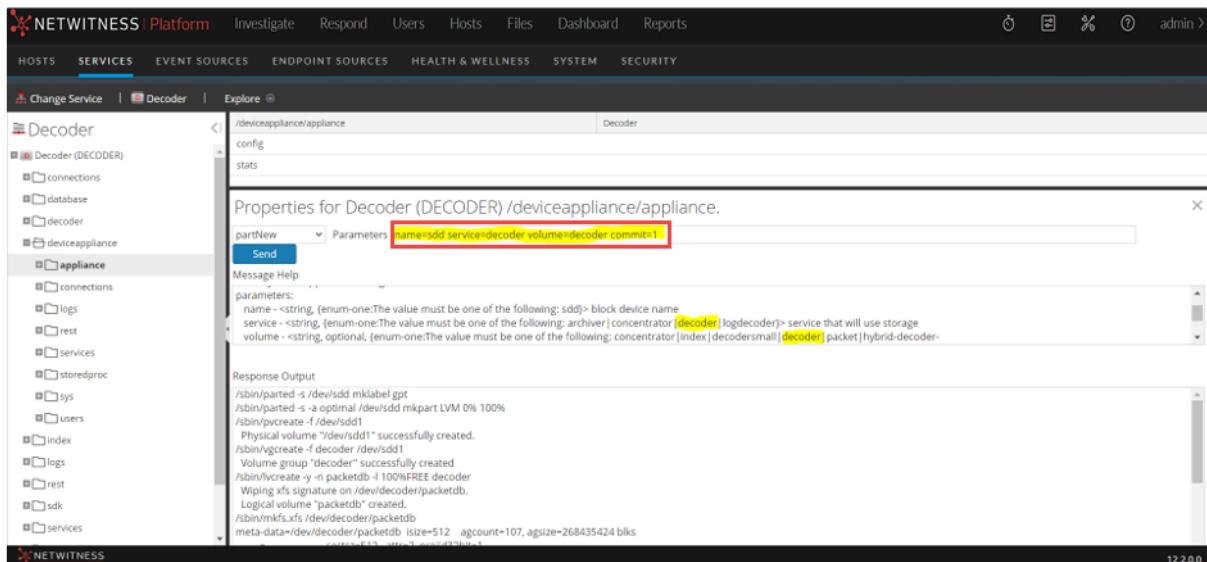 NETWITNESS | Platform Investigate Respond Users Hosts Files Dashboard Reports admin >
HOSTS SERVICES EVENT SOURCES ENDPOINT SOURCES HEALTH & WELLNESS SYSTEM SECURITY
Change Service | Decoder | Explore
Decoder
/deviceappliance/appliance Decoder
config
stats
Decoder (DECODER)
connections
database
decoder
deviceappliance
appliance
connections
logs
rest
services
storedproc
sys
users
index
logs
rest
sdk
services
Properties for Decoder (DECODER) /deviceappliance/appliance.
partNew Parameters name=sdd service=decoder volume=decoder commit=1
Send
Message Help
parameters:
name - <string, {enum-one:The value must be one of the following: sdd}> block device name
service - <string, {enum-one:The value must be one of the following: archiver|concentrator|decoder|logdecoder}> service that will use storage
volume - <string, optional, {enum-one:The value must be one of the following: concentrator|index|decodersmall|decoder|packet|hybrid-decoder-
Response Output
/sbin/parted -s /dev/sdd mklabel gpt
/sbin/parted -s -a optimal /dev/sdd mkpart LVM 0% 100%
/sbin/pvcreate -f /dev/sdd1
Physical volume "/dev/sdd1" successfully created.
/sbin/vgcreate -f decoder /dev/sdd1
Volume group "decoder" successfully created
/sbin/lvcreate -y -n packetdb -l 100%FREE decoder
Wiping xfs signature on /dev/decoder/packetdb.
Logical volume "packetdb" created.
/sbin/mkfs.xfs /dev/decoder/packetdb
meta-data=/dev/decoder/packetdb isize=512 agcount=107, agsize=268435424 blks
NETWITNESS 12.2.0.0